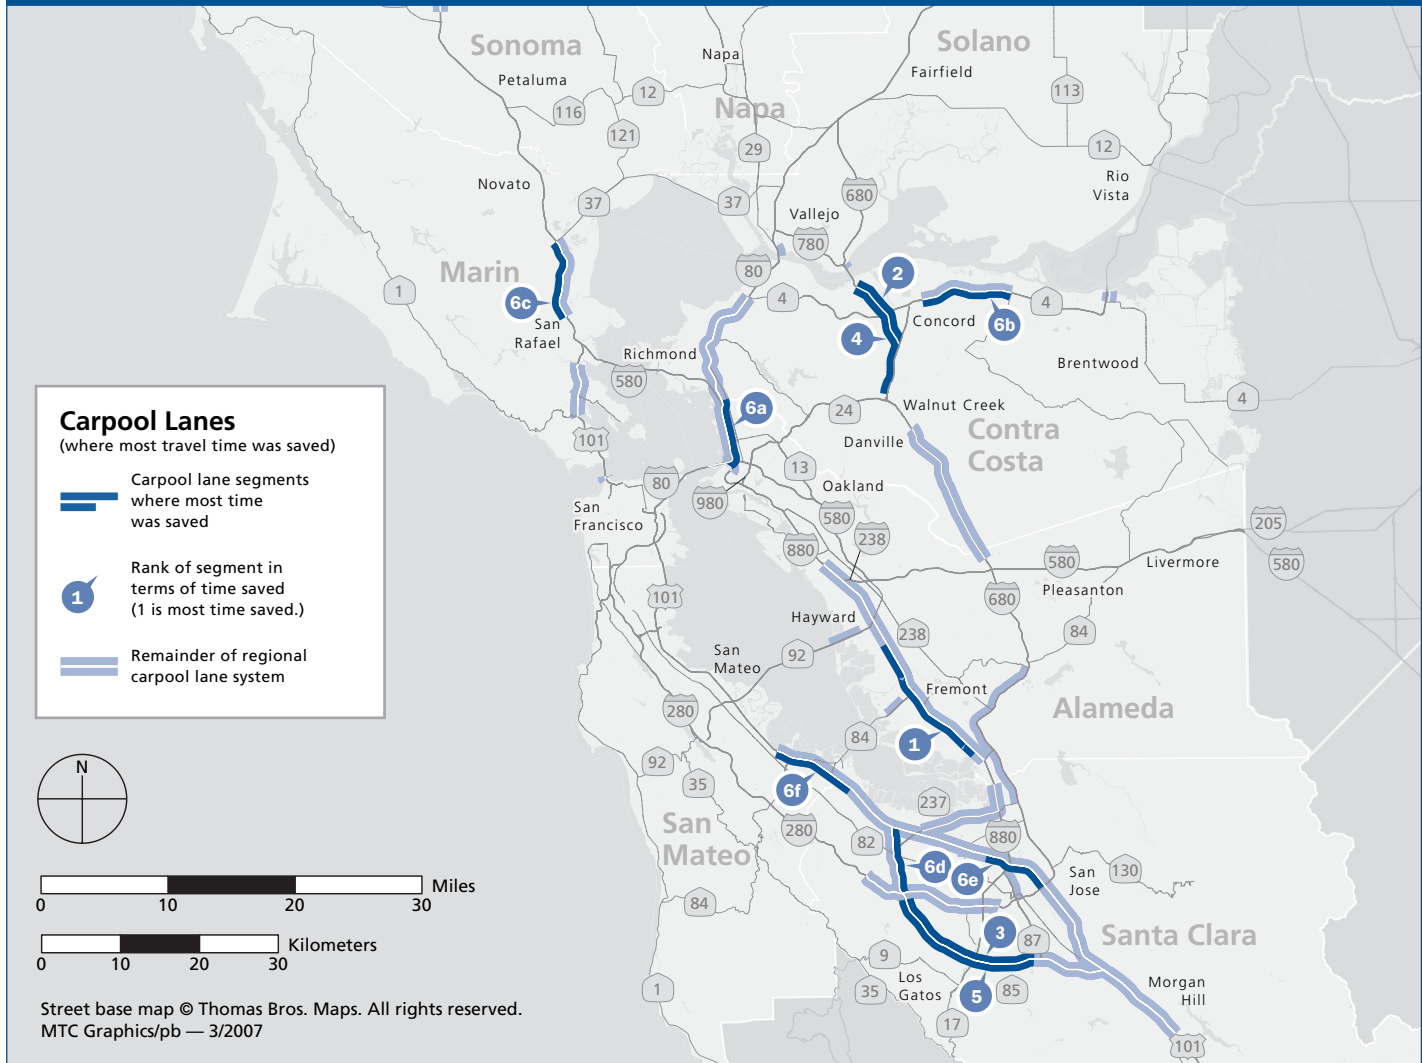 Sonoma
Solano
Napa
Petaluma
Fairfield
12
113
116
Napa
121
12
29
Rio
Vista
Novato
37
37
680
Vallejo
780
Marin
80
2
1
6c
4
4
Concord
6b
San
Rafael
4
Richmond
Brentwood
580
4
6a
24
Walnut Creek
Contra
Costa
Danville
101
13
80
Oakland
980
San
Francisco
580
205
238
880
580
Livermore
580
Pleasanton
680
101
Hayward
238
84
San
Mateo
92
Fremont
Alameda
280
84
1
92
35
6f
237
San
Mateo
280
82
880
6d
6e
San
Jose
130
84
3
87
Santa Clara
9
Los
Gatos
35
5
85
Morgan
Hill
1
17
101
Carpool Lanes
(where most travel time was saved)
Carpool lane segments
where most time
was saved
1
Rank of segment in
terms of time saved
(1 is most time saved.)
Remainder of regional
carpool lane system
N
Miles
0 10 20 30
Kilometers
0 10 20 30
Street base map © Thomas Bros. Maps. All rights reserved.
MTC Graphics/pb — 3/2007